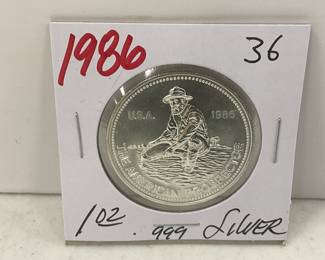 1986 36
U.S.A. 1986
THE AMERICAN PROSPECTOR
1oz .999 SILVER